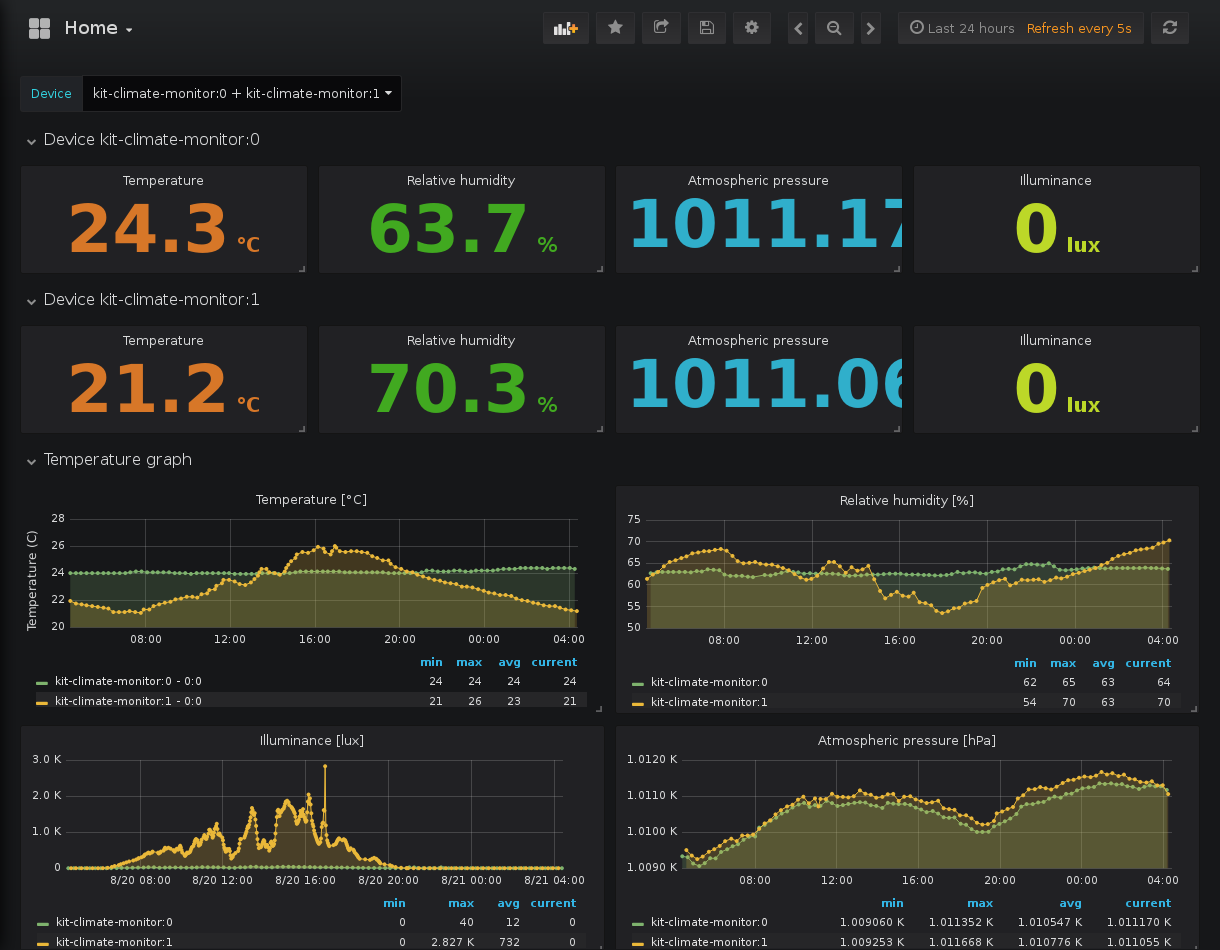 Home
Last 24 hours Refresh every 5s
Device kit-climate-monitor:0 + kit-climate-monitor:1
Device kit-climate-monitor:0
Temperature Relative humidity Atmospheric pressure Illuminance
24.3 °C 63.7 % 1011.17 0 lux
Device kit-climate-monitor:1
Temperature Relative humidity Atmospheric pressure Illuminance
21.2 °C 70.3 % 1011.06 0 lux
Temperature graph
Temperature [°C]
Temperature (C)
28
26
24
22
20
08:00 12:00 16:00 20:00 00:00 04:00
min max avg current
kit-climate-monitor:0 - 0:0 24 24 24 24
kit-climate-monitor:1 - 0:0 21 26 23 21
Relative humidity [%]
75
70
65
60
55
50
08:00 12:00 16:00 20:00 00:00 04:00
min max avg current
kit-climate-monitor:0 62 65 63 64
kit-climate-monitor:1 54 70 63 70
Illuminance [lux]
3.0 K
2.0 K
1.0 K
0
8/20 08:00 8/20 12:00 8/20 16:00 8/20 20:00 8/21 00:00 8/21 04:00
min max avg current
kit-climate-monitor:0 0 40 12 0
kit-climate-monitor:1 0 2.827 K 732 0
Atmospheric pressure [hPa]
1.0120 K
1.0110 K
1.0100 K
1.0090 K
08:00 12:00 16:00 20:00 00:00 04:00
min max avg current
kit-climate-monitor:0 1.009060 K 1.011352 K 1.010547 K 1.011170 K
kit-climate-monitor:1 1.009253 K 1.011668 K 1.010776 K 1.011055 K